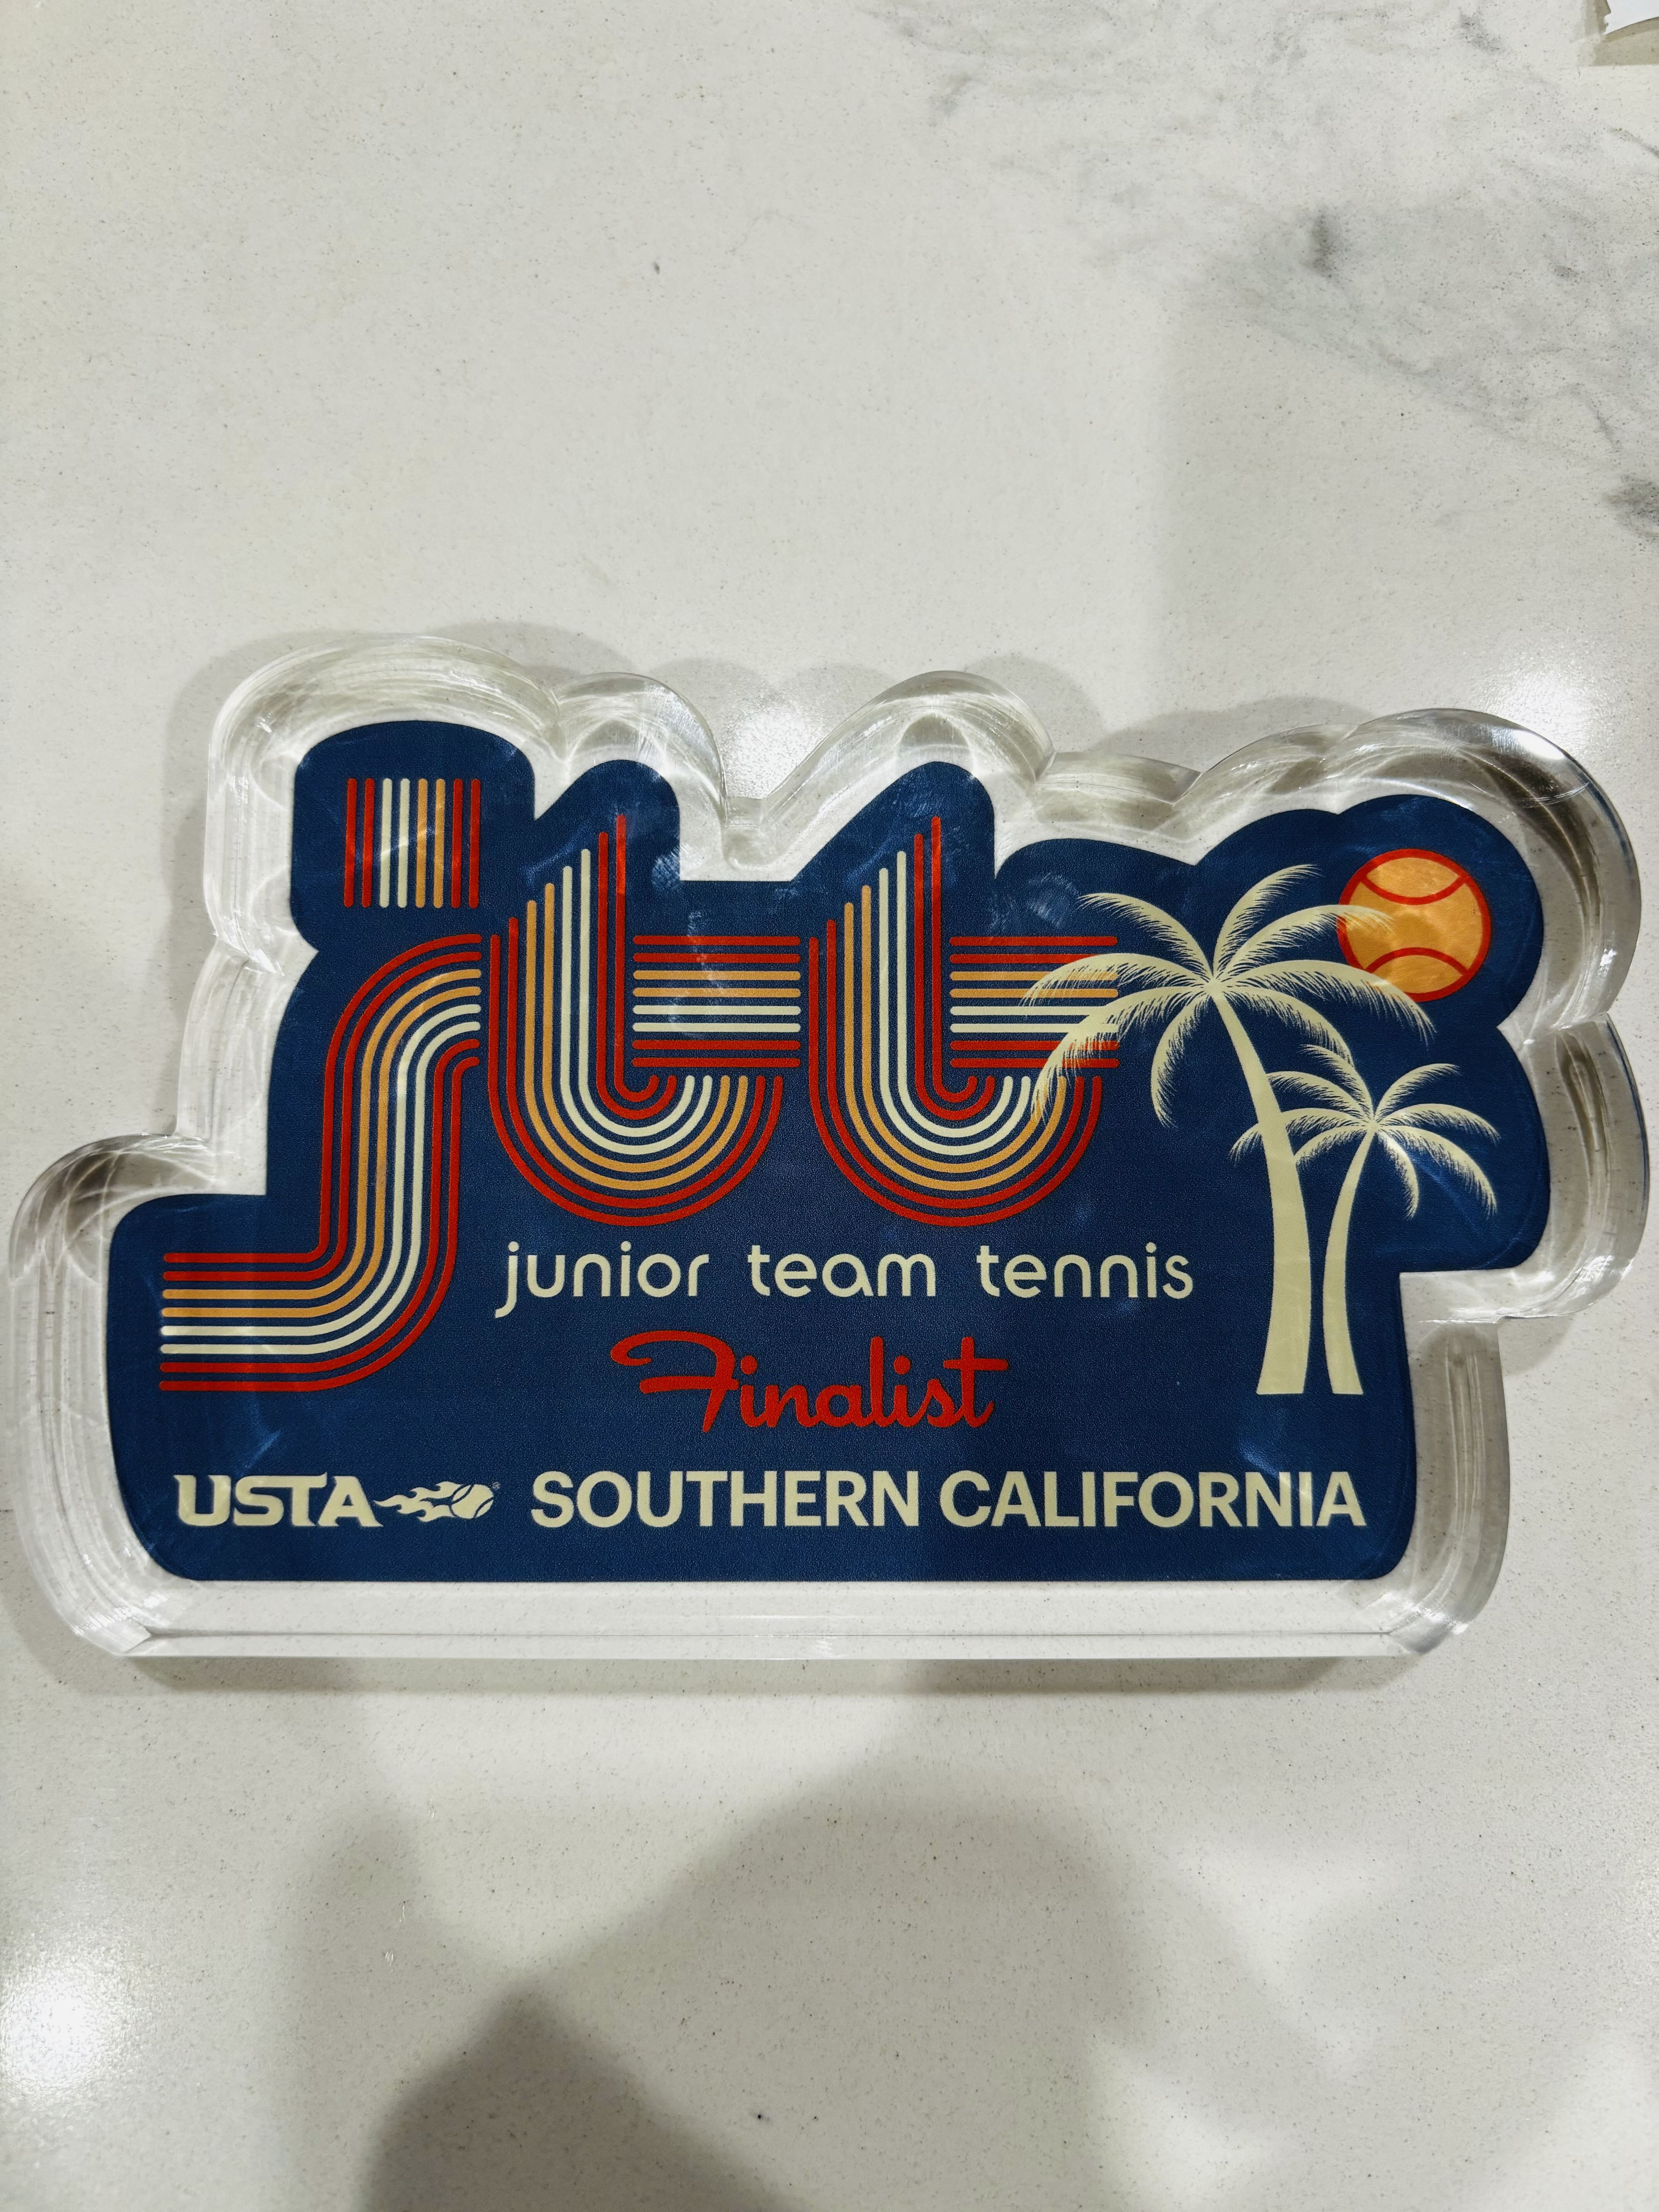 jtt
junior team tennis
Finalist
USTA® SOUTHERN CALIFORNIA